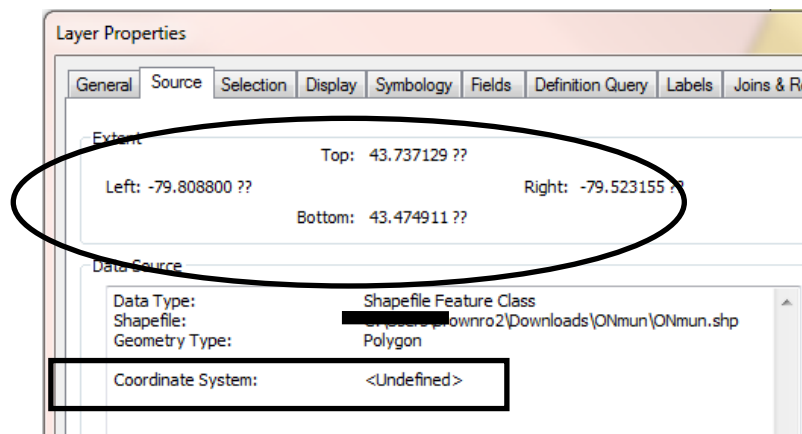 Layer Properties
General Source Selection Display Symbology Fields Definition Query Labels Joins & R
Extent
Top: 43.737129 ??
Left: -79.808800 ?? Right: -79.523155 ??
Bottom: 43.474911 ??
Data Source
Data Type: Shapefile Feature Class
Shapefile: rownro2\Downloads\ONmun\ONmun.shp
Geometry Type: Polygon
Coordinate System: <Undefined>